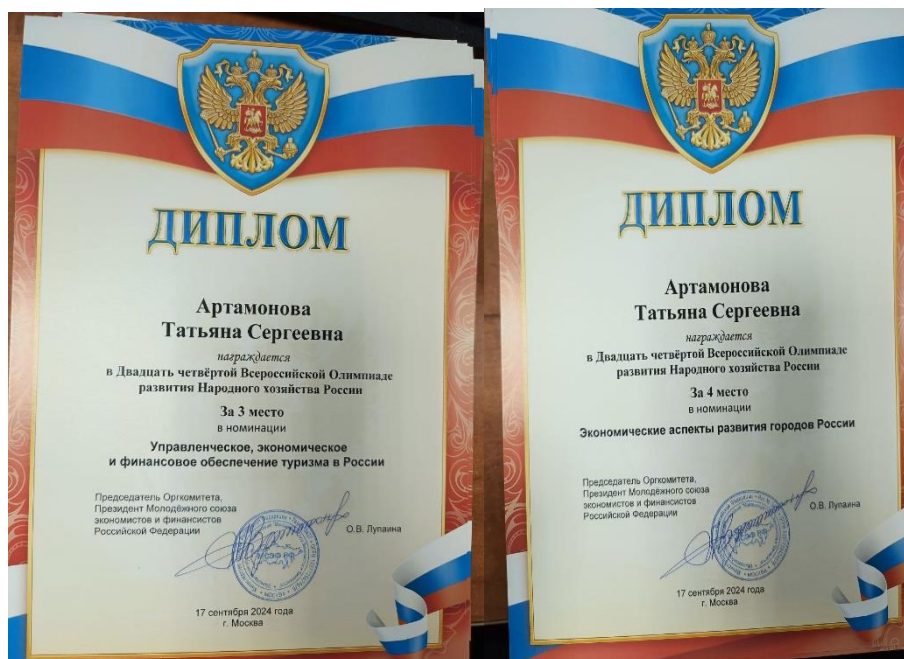 ДИПЛОМ
Артамонова
Татьяна Сергеевна
награждается
в Двадцать четвёртой Всероссийской Олимпиаде
развития Народного хозяйства России
За 3 место
в номинации
Управленческое, экономическое
и финансовое обеспечение туризма в России
Председатель Оргкомитета,
Президент Молодёжного союза
экономистов и финансистов
Российской Федерации
О.В. Лупаина
МОСКВА
17 сентября 2024 года
г. Москва
ДИПЛОМ
Артамонова
Татьяна Сергеевна
награждается
в Двадцать четвёртой Всероссийской Олимпиаде
развития Народного хозяйства России
За 4 место
в номинации
Экономические аспекты развития городов России
Председатель Оргкомитета,
Президент Молодёжного союза
экономистов и финансистов
Российской Федерации
О.В. Лупаина
МОСКВА
17 сентября 2024 года
г. Москва